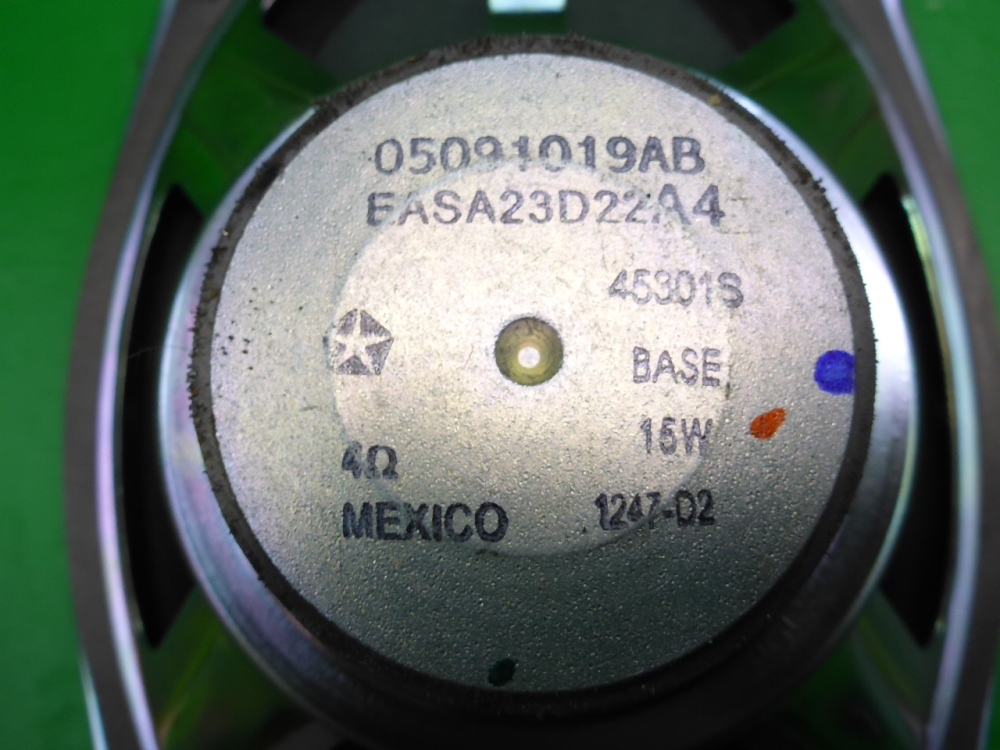 05091019AB
EASA23D22A4
45301S
BASE
15W
4Ω
MEXICO
1247-D2